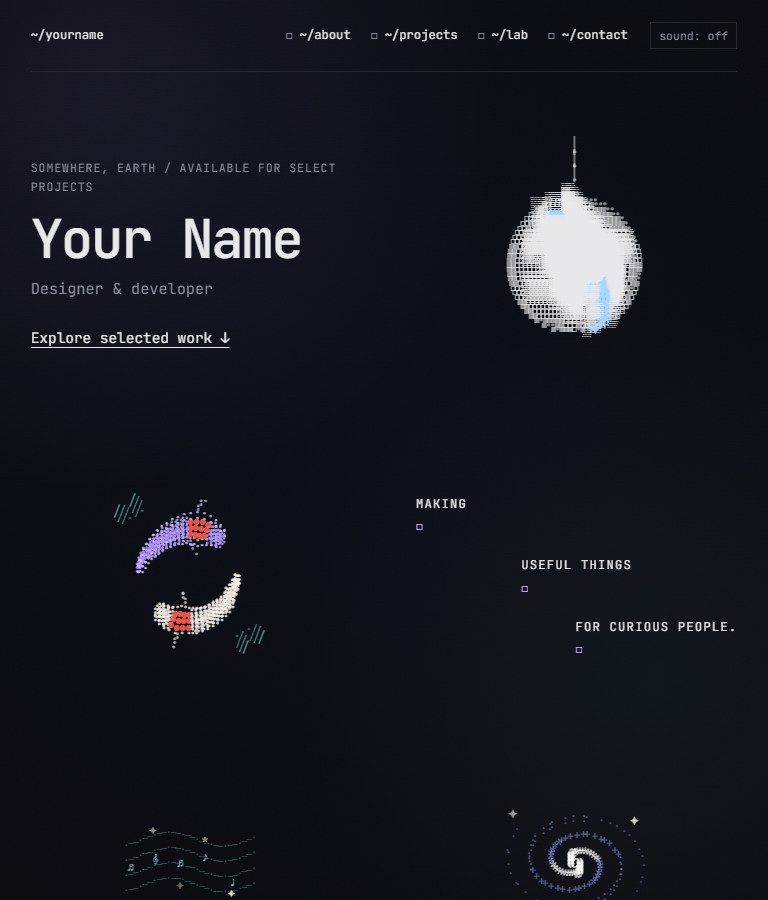 ~/yourname
~/about
~/projects
~/lab
~/contact
sound: off
SOMEWHERE, EARTH / AVAILABLE FOR SELECT
PROJECTS
Your Name
Designer & developer
Explore selected work ↓
MAKING
USEFUL THINGS
FOR CURIOUS PEOPLE.